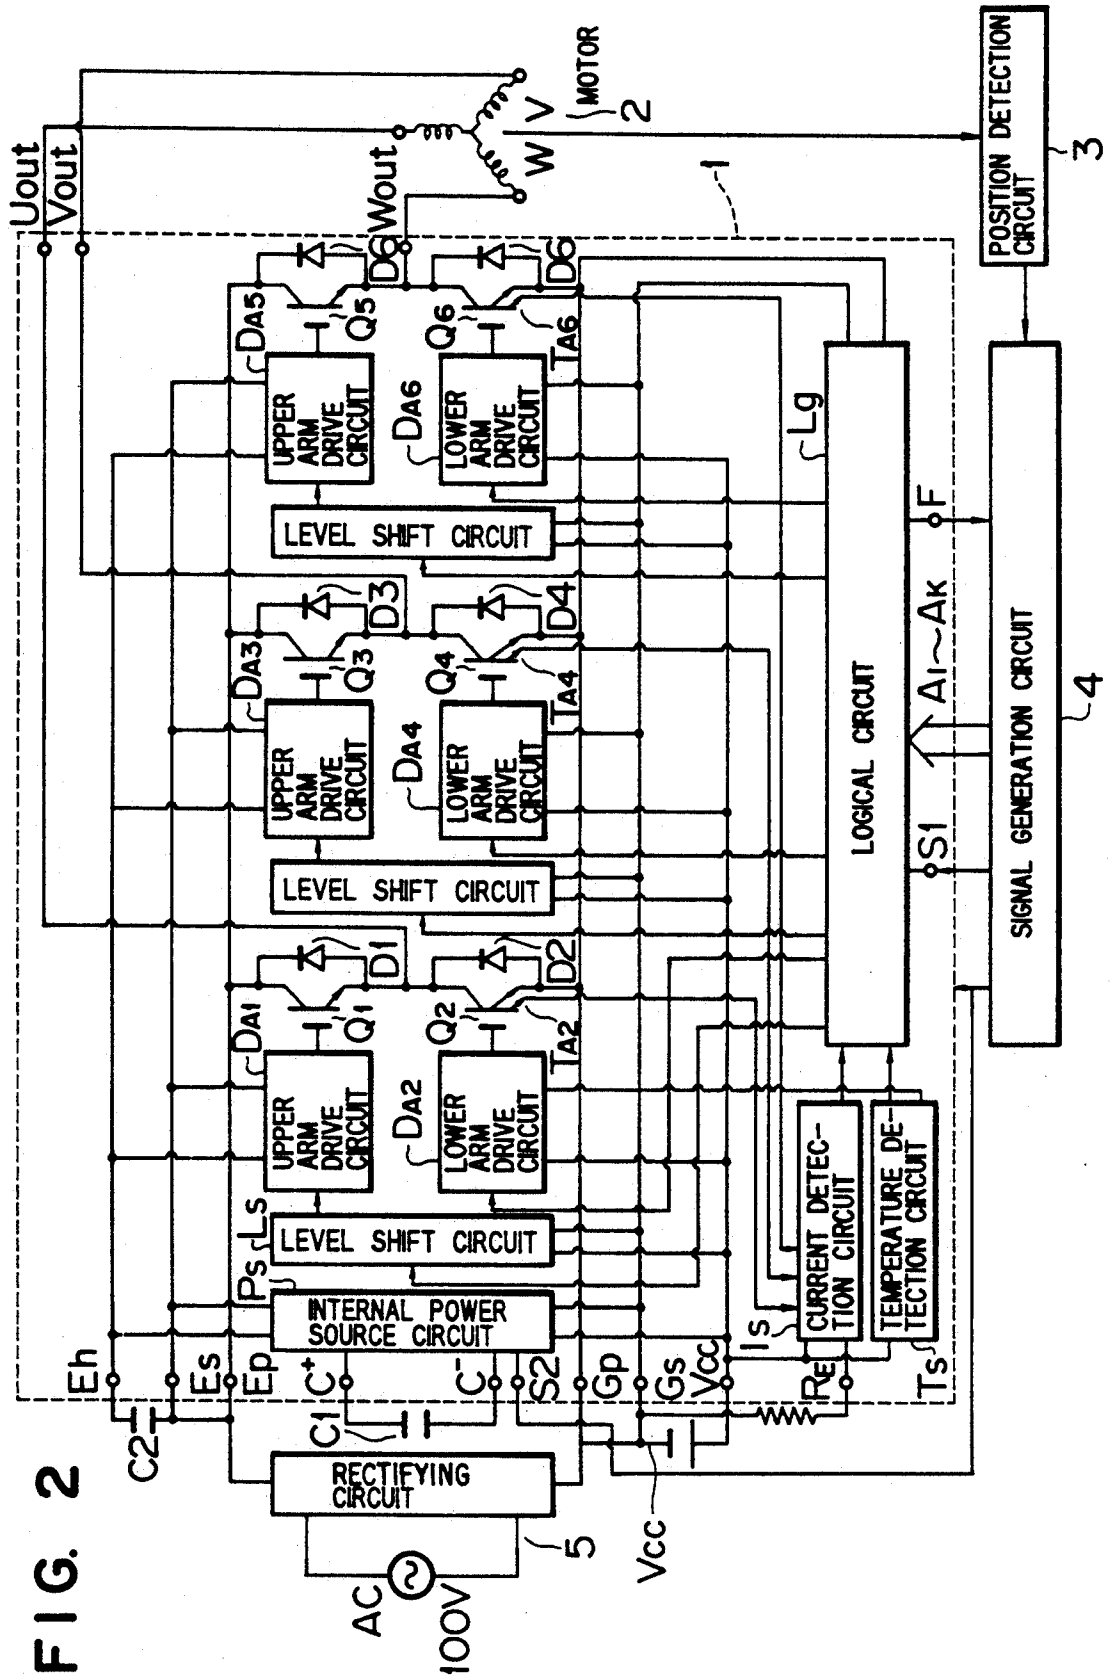 FIG. 2
Uout
Vout
Wout
W
V
MOTOR
2
1
POSITION DETECTION
CIRCUIT
3
Eh
Es
Ep
C+
C-
S2
Gp
Gs
Vcc
RE
C2
C1
AC
100V
RECTIFYING
CIRCUIT
5
Vcc
Ps
INTERNAL POWER
SOURCE CIRCUIT
Ls
LEVEL SHIFT CIRCUIT
DA1
UPPER
ARM
DRIVE
CIRCUIT
Q1
D1
DA2
LOWER
ARM
DRIVE
CIRCUIT
Q2
D2
TA2
LEVEL SHIFT CIRCUIT
DA3
UPPER
ARM
DRIVE
CIRCUIT
Q3
D3
DA4
LOWER
ARM
DRIVE
CIRCUIT
Q4
D4
TA4
LEVEL SHIFT CIRCUIT
DA5
UPPER
ARM
DRIVE
CIRCUIT
Q5
D6
DA6
LOWER
ARM
DRIVE
CIRCUIT
Q6
D6
TA6
Is
CURRENT DETEC-
TION CIRCUIT
TEMPERATURE DE-
TECTION CIRCUIT
Ts
LOGICAL CIRCUIT
Lg
S1
A1~AK
F
SIGNAL GENERATION CIRCUIT
4